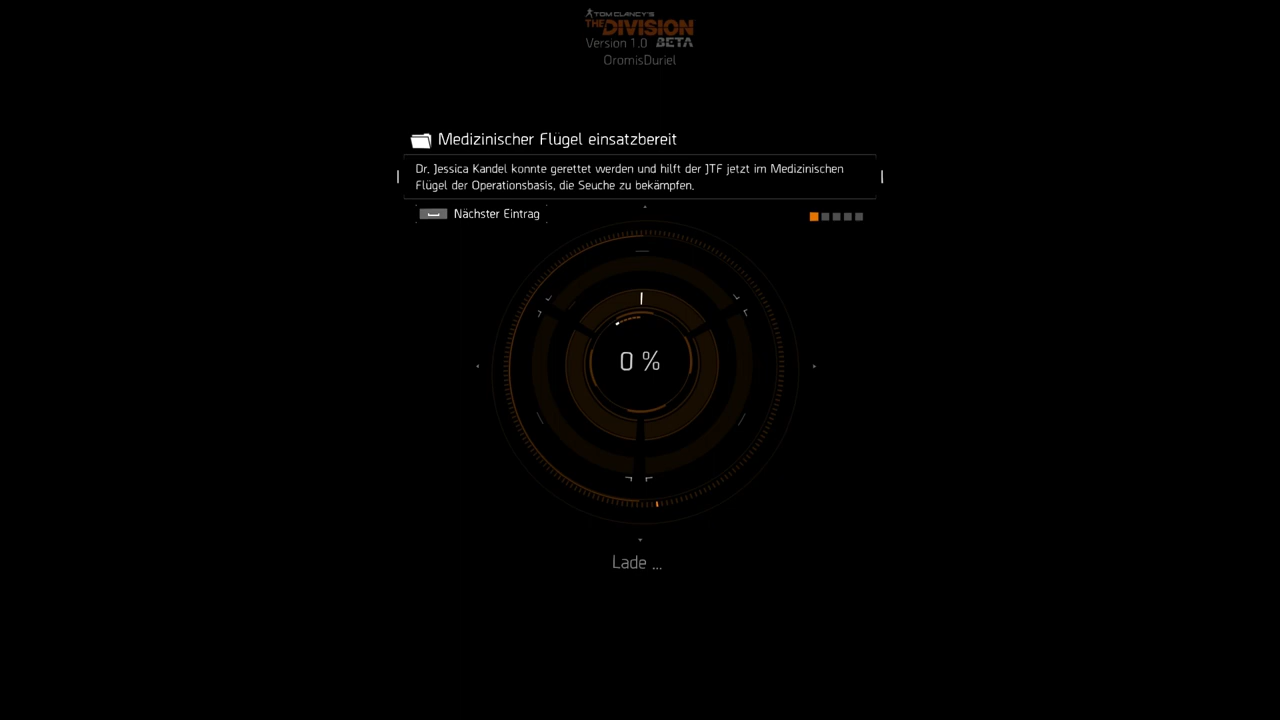 TOM CLANCY'S
THE DIVISION
Version 1.0 BETA
OromisDuriel
Medizinischer Flügel einsatzbereit
Dr. Jessica Kandel konnte gerettet werden und hilft der JTF jetzt im Medizinischen
Flügel der Operationsbasis, die Seuche zu bekämpfen.
Nächster Eintrag
0 %
Lade ...